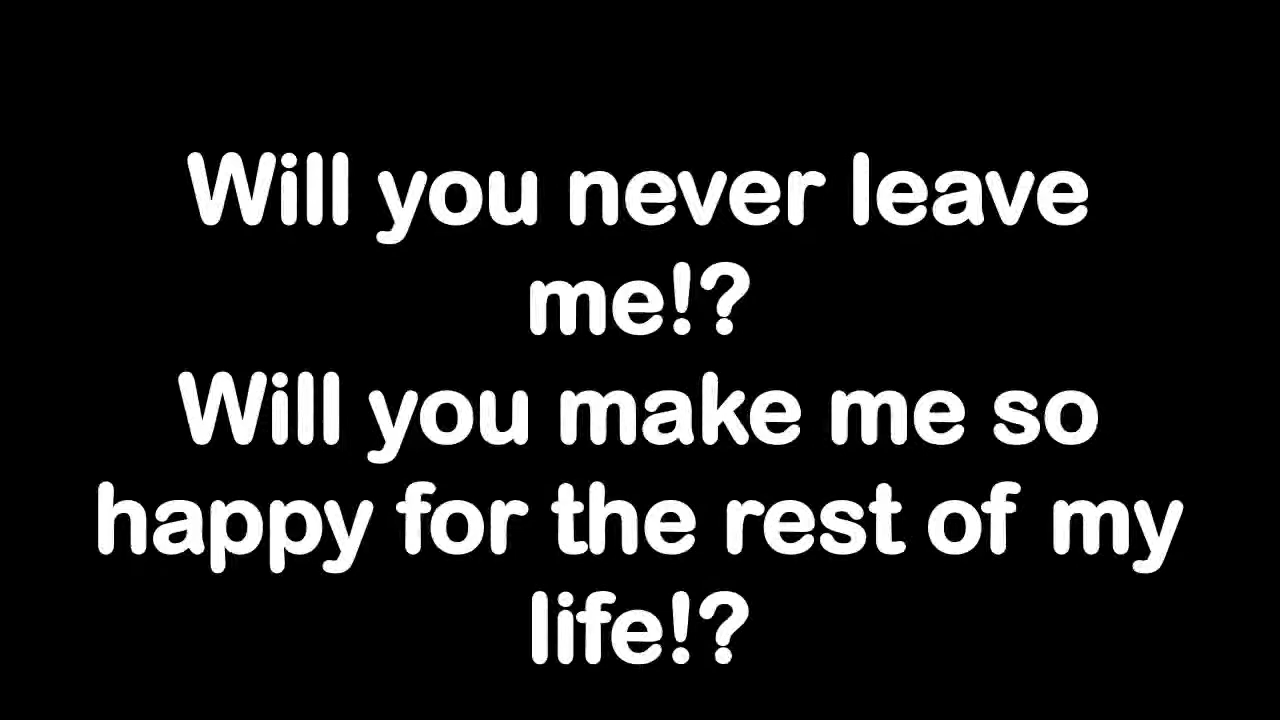 Will you never leave
me!?
Will you make me so
happy for the rest of my
life!?